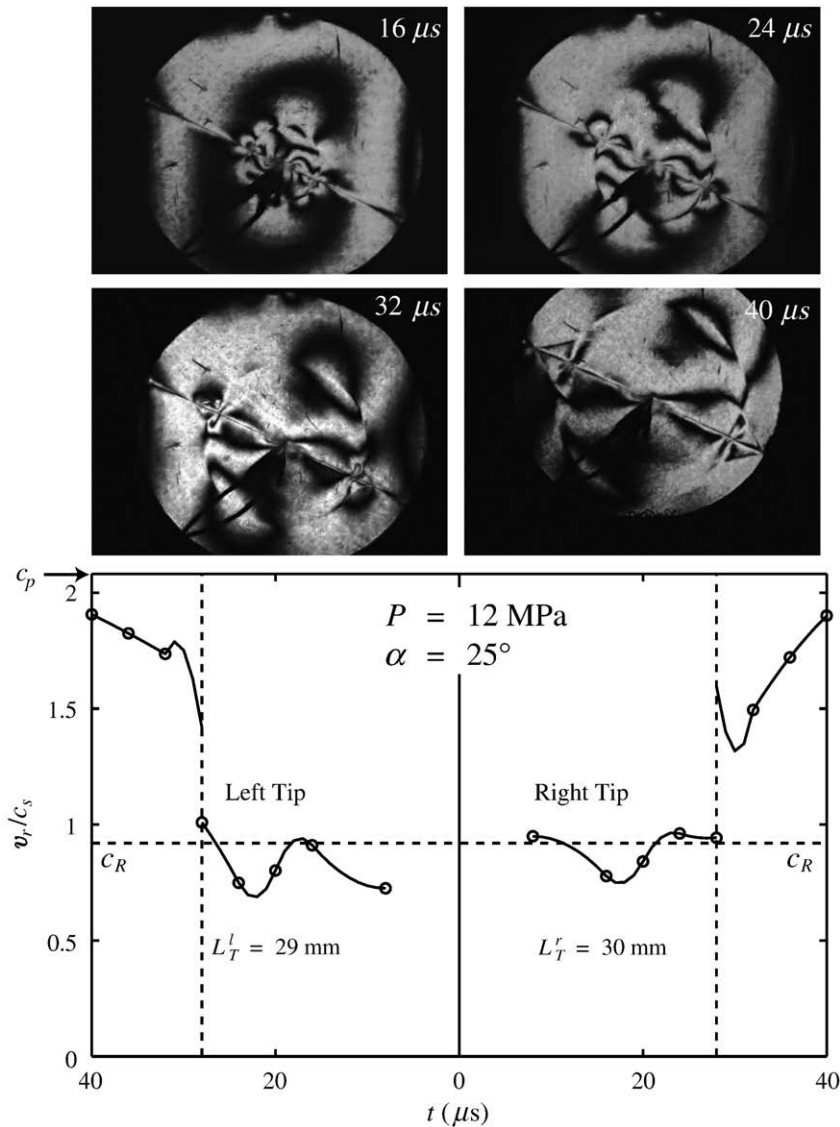 16 μs
24 μs
32 μs
40 μs
c_p
2
P = 12 MPa
α = 25°
1.5
Left Tip
Right Tip
v_r/c_s
1
c_R
c_R
L_T^l = 29 mm
L_T^r = 30 mm
0.5
0
40
20
0
20
40
t (μs)